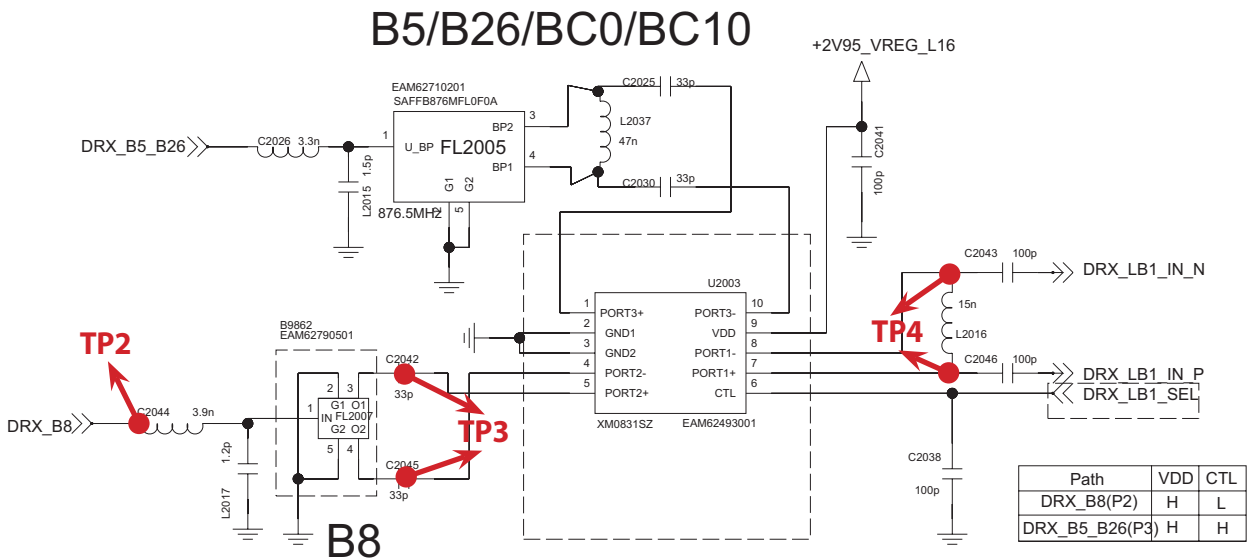 B5/B26/BC0/BC10
+2V95_VREG_L16
EAM62710201
SAFFB876MFL0F0A
C2025 33p
L2037
47n
C2041
100p
DRX_B5_B26
C2026 3.3n
1
U_BP FL2005
BP2
3
BP1
4
G1
G2
2
5
876.5MHz
1.5p
L2015
C2030 33p
U2003
1 PORT3+
2 GND1
3 GND2
4 PORT2-
5 PORT2+
PORT3- 10
VDD 9
PORT1- 8
PORT1+ 7
CTL 6
XM0831SZ
EAM62493001
C2043 100p
DRX_LB1_IN_N
15n
L2016
TP4
C2046 100p
DRX_LB1_IN_P
DRX_LB1_SEL
C2038
100p
TP2
B9862
EAM62790501
C2042
33p
2 3
G1 O1
1 IN FL2007
G2 O2
5 4
TP3
C2045
33p
DRX_B8
C2044 3.9n
1.2p
L2017
B8
Path VDD CTL
DRX_B8(P2) H L
DRX_B5_B26(P3) H H